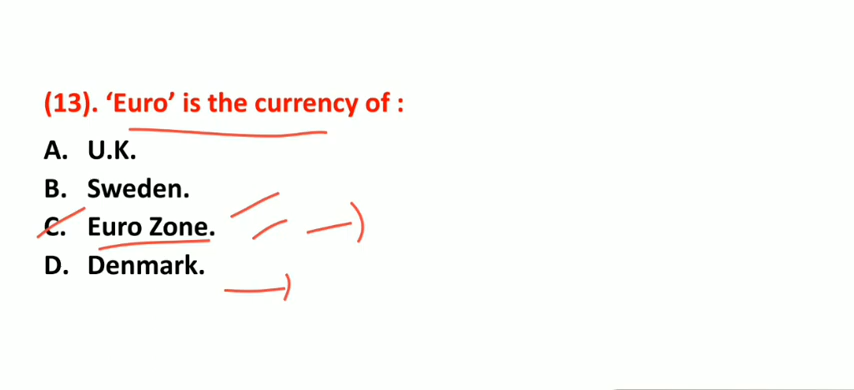 (13). ‘Euro’ is the currency of :
A. U.K.
B. Sweden.
C. Euro Zone.
D. Denmark.